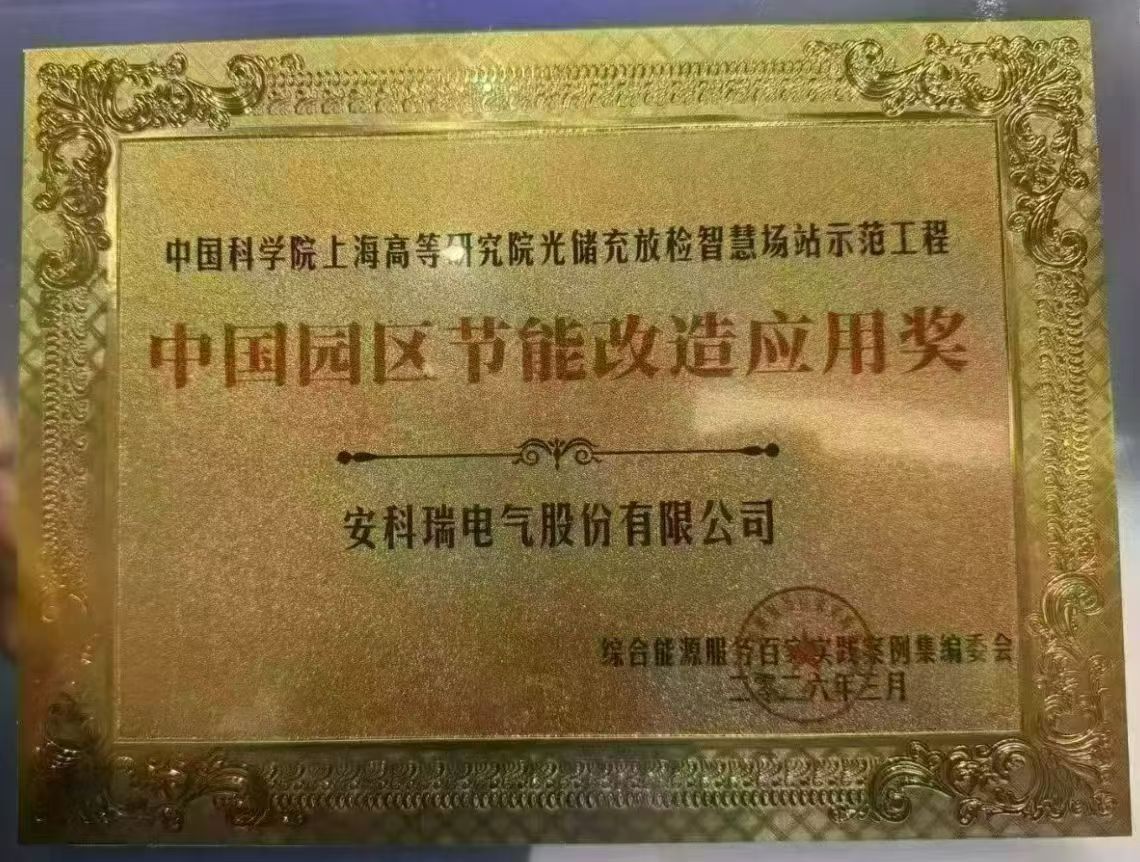 中国科学院上海高等研究院光储充放检智慧场站示范工程
中国园区节能改造应用奖
安科瑞电气股份有限公司
综合能源服务百家实践案例集编委会
二零二六年三月